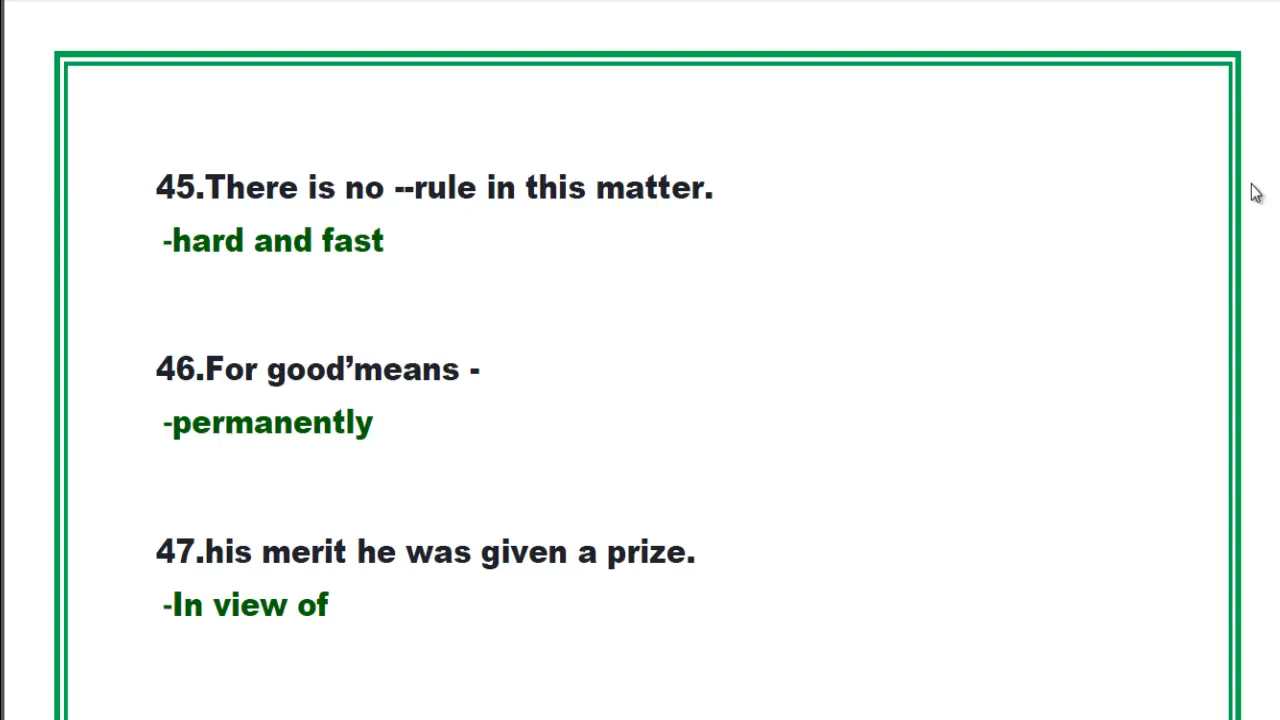 45.There is no --rule in this matter.
-hard and fast
46.For good’means -
-permanently
47.his merit he was given a prize.
-In view of